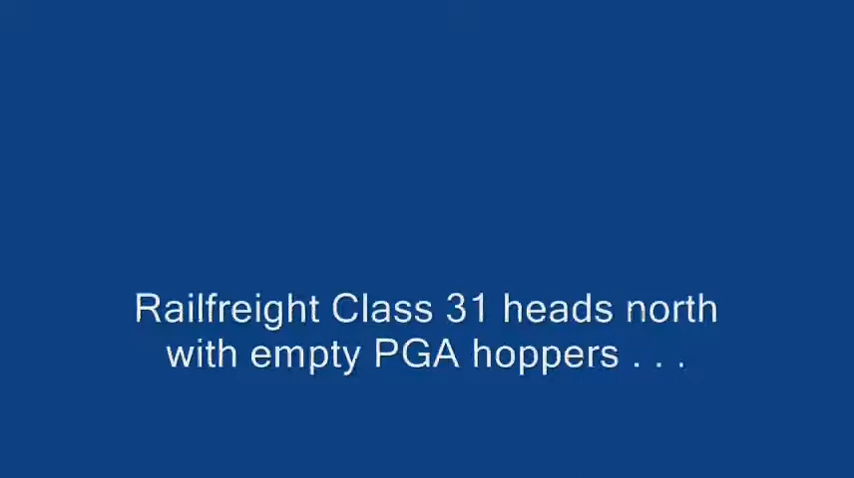 Railfreight Class 31 heads north
with empty PGA hoppers . . .